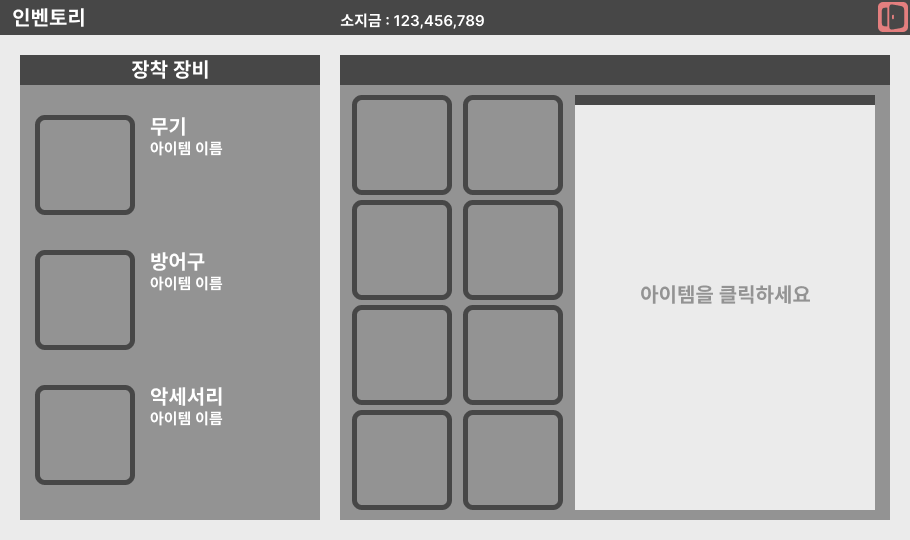 인벤토리
소지금 : 123,456,789
장착 장비
무기
아이템 이름
방어구
아이템 이름
악세서리
아이템 이름
아이템을 클릭하세요